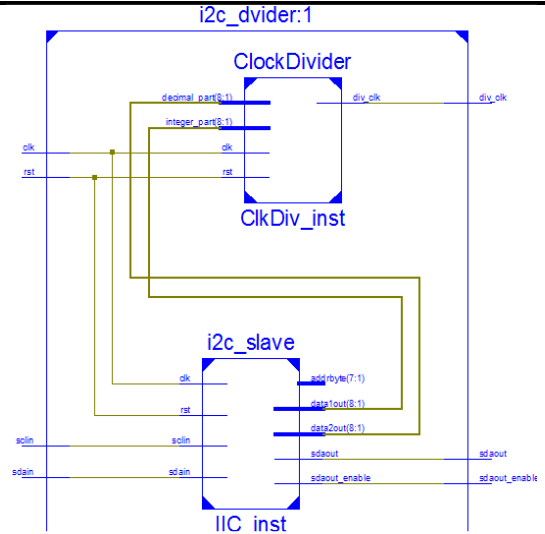 i2c_dvider:1
ClockDivider
decimal_part(8:1)
div_clk
div_clk
integer_part(8:1)
clk
clk
rst
rst
ClkDiv_inst
i2c_slave
clk
addrbyte(7:1)
rst
data1out(8:1)
data2out(8:1)
sclin
sclin
sdaout
sdaout
sdain
sdain
sdaout_enable
sdaout_enable
IIC_inst